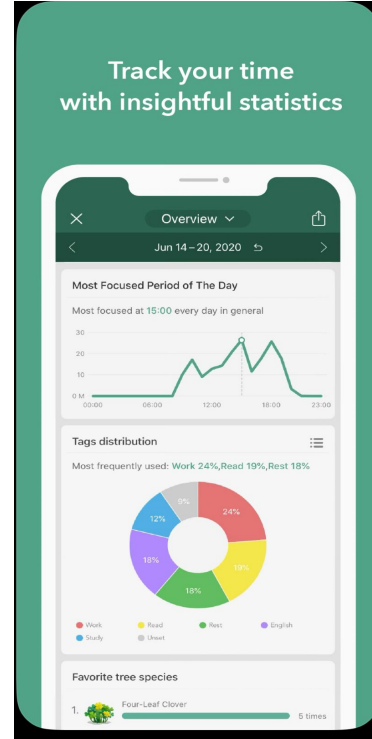 Track your time
with insightful statistics
Overview
Jun 14–20, 2020
Most Focused Period of The Day
Most focused at 15:00 every day in general
30
20
10
0 M
00:00 06:00 12:00 18:00 23:00
Tags distribution
Most frequently used: Work 24%,Read 19%,Rest 18%
9%
24%
12%
19%
18%
18%
Work Read Rest English
Study Unset
Favorite tree species
1. Four-Leaf Clover
5 times